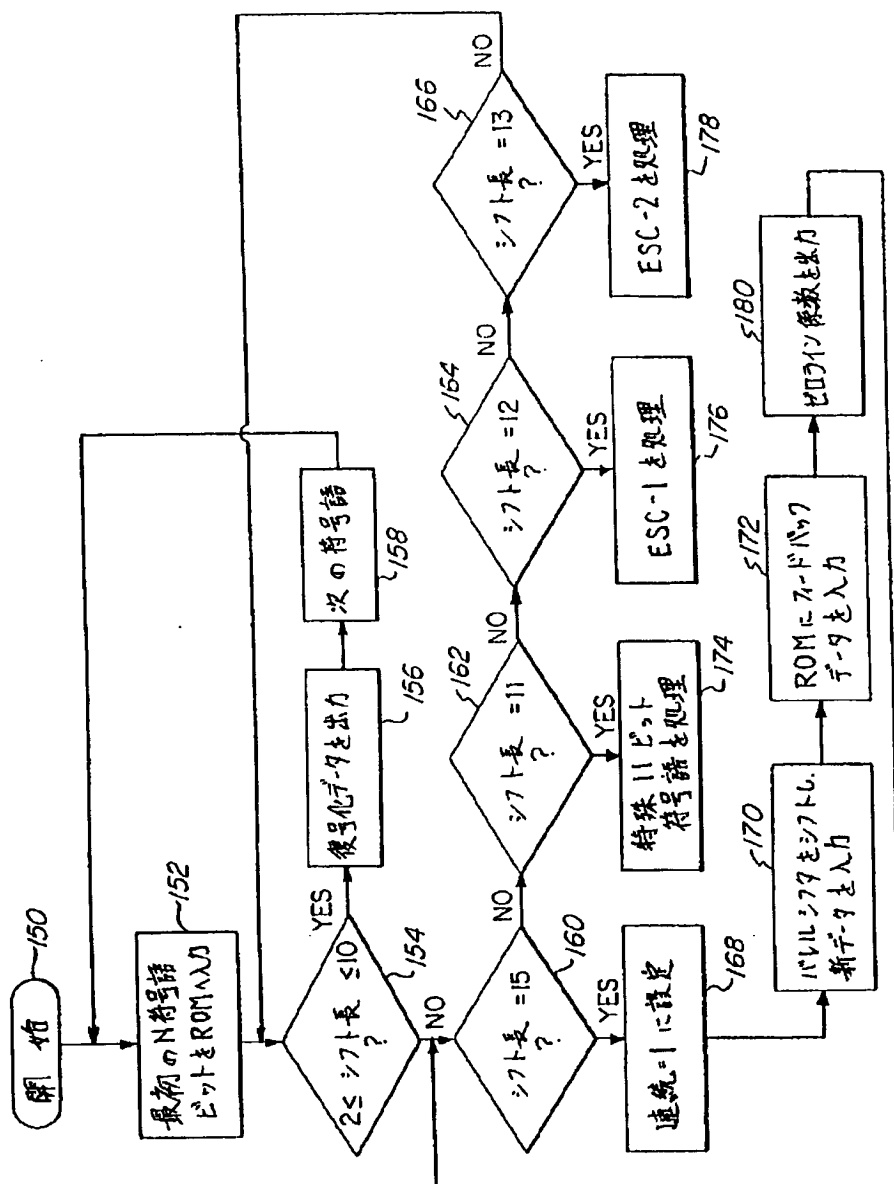 開始
150
最初のN符号語
ビットをROMへ入力
152
2≤ シフト長 ≤10
?
154
YES
NO
復号化データを出力
156
次の符号語
158
シフト長 =15
?
160
YES
NO
シフト長 =11
?
162
YES
NO
シフト長 =12
?
164
YES
NO
シフト長 =13
?
166
YES
NO
連続=1に設定
168
特殊11ビット
符号語を処理
174
ESC-1を処理
176
ESC-2を処理
178
バレルシフタをシフトし、
新データを入力
170
ROMにフィードバック
データを入力
172
ゼロライン係数を出力
180